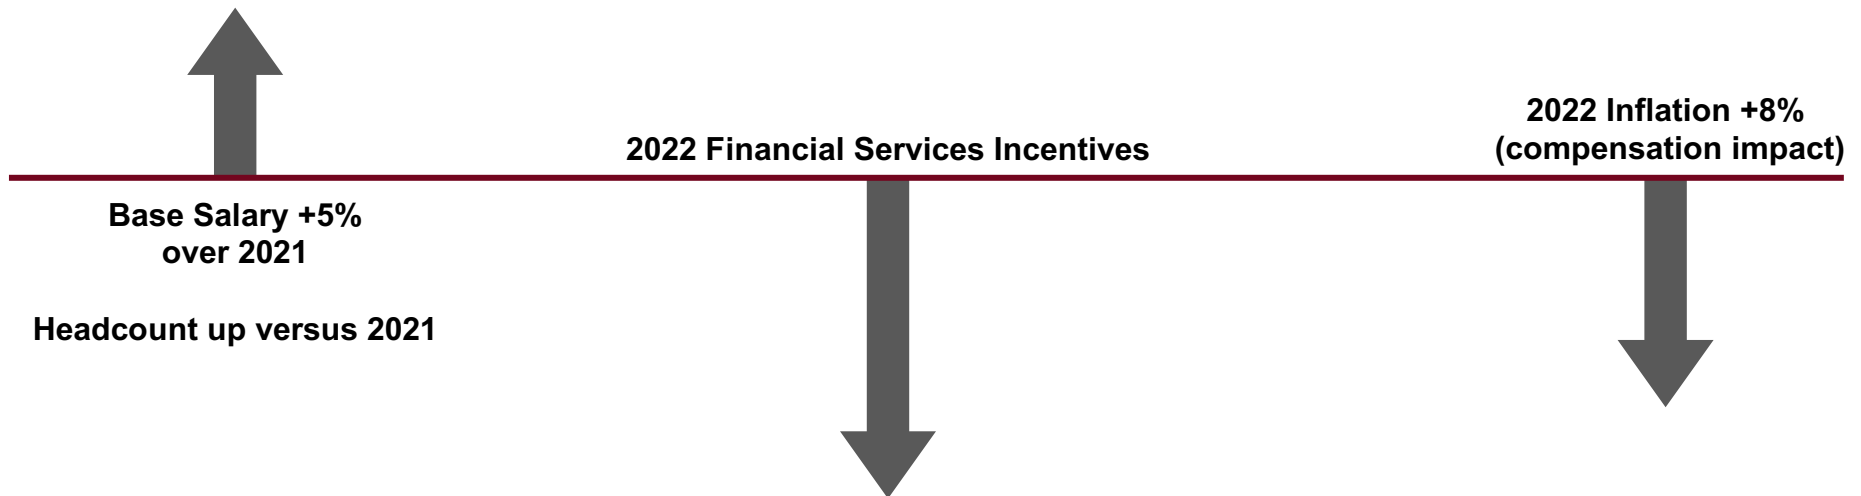 Base Salary +5%
over 2021
Headcount up versus 2021
2022 Financial Services Incentives
2022 Inflation +8%
(compensation impact)